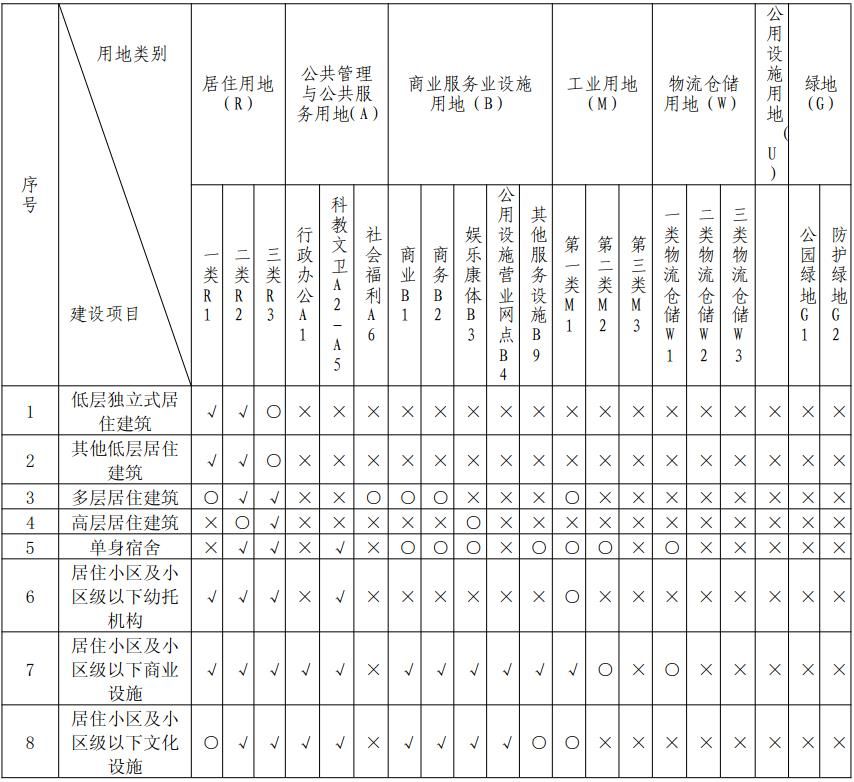 序号
用地类别
建设项目
居住用地
（R）
公共管理
与公共服
务用地(A)
商业服务业设施
用地（B）
工业用地
（M）
物流仓储
用地（W）
公用设施用地（U）
绿地
（G）
一类R1
二类R2
三类R3
行政办公A1
科教文卫A2-A5
社会福利A6
商业B1
商务B2
娱乐康体B3
公用设施营业网点B4
其他服务设施B9
第一类M1
第二类M2
第三类M3
一类物流仓储W1
二类物流仓储W2
三类物流仓储W3
公园绿地G1
防护绿地G2
1
低层独立式居
住建筑
√ √ ○ × × × × × × × × × × × × × × × × ×
2
其他低层居住
建筑
√ √ ○ × × × × × × × × × × × × × × × × ×
3 多层居住建筑 ○ √ √ × × ○ ○ ○ × × × ○ × × × × × × × ×
4 高层居住建筑 × ○ √ × × × × × ○ × × × × × × × × × × ×
5 单身宿舍 × √ √ × √ × ○ ○ ○ × ○ ○ ○ × ○ × × × × ×
6
居住小区及小
区级以下幼托
机构
√ √ √ × √ × × × × × × ○ × × × × × × × ×
7
居住小区及小
区级以下商业
设施
√ √ √ √ √ × √ √ √ √ √ √ ○ × ○ × × × × ×
8
居住小区及小
区级以下文化
设施
○ √ √ √ √ × √ √ √ √ ○ ○ × × × × × × × ×